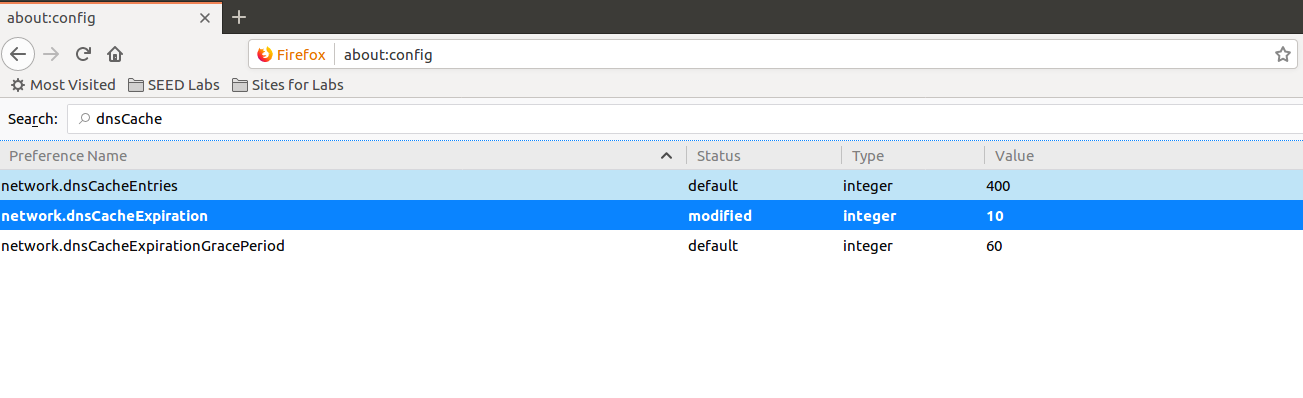 about:config
Firefox about:config
Most Visited SEED Labs Sites for Labs
Search: dnsCache
Preference Name Status Type Value
network.dnsCacheEntries default integer 400
network.dnsCacheExpiration modified integer 10
network.dnsCacheExpirationGracePeriod default integer 60